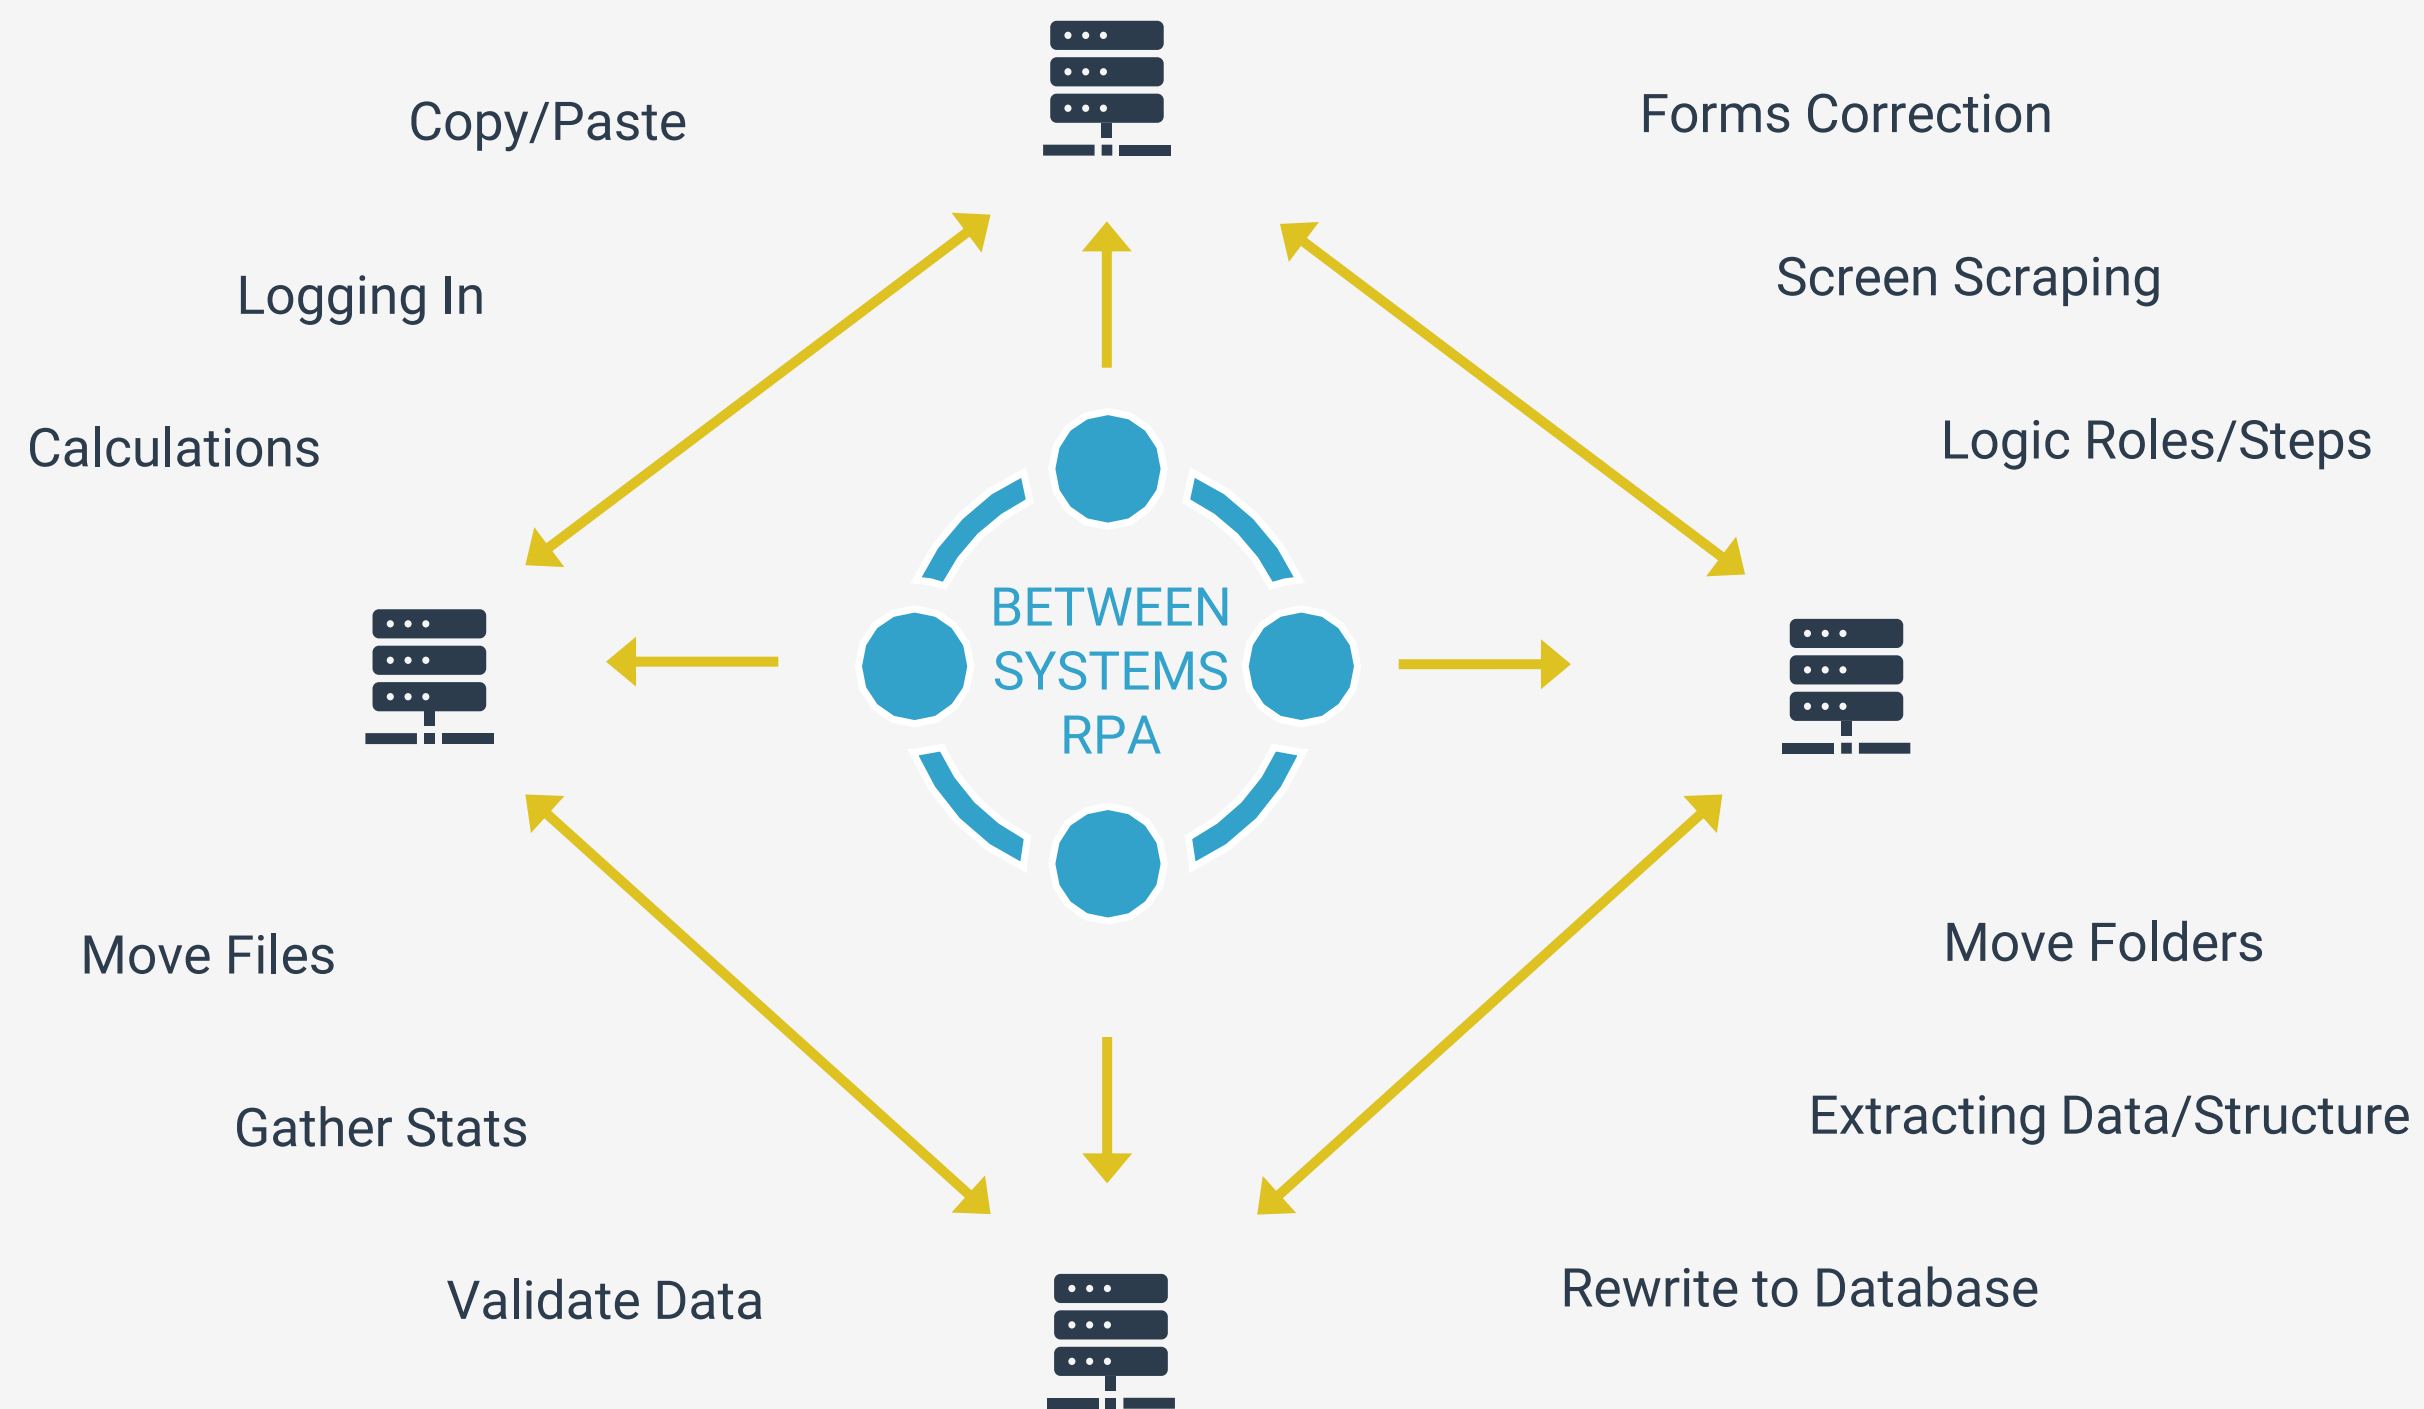 Copy/Paste
Forms Correction
Logging In
Screen Scraping
Calculations
Logic Roles/Steps
BETWEEN
SYSTEMS
RPA
Move Files
Move Folders
Gather Stats
Extracting Data/Structure
Validate Data
Rewrite to Database